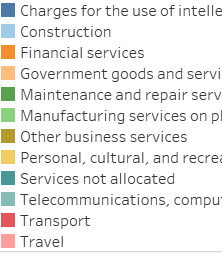 Charges for the use of intelle
Construction
Financial services
Government goods and servi
Maintenance and repair serv
Manufacturing services on pl
Other business services
Personal, cultural, and recrea
Services not allocated
Telecommunications, comput
Transport
Travel